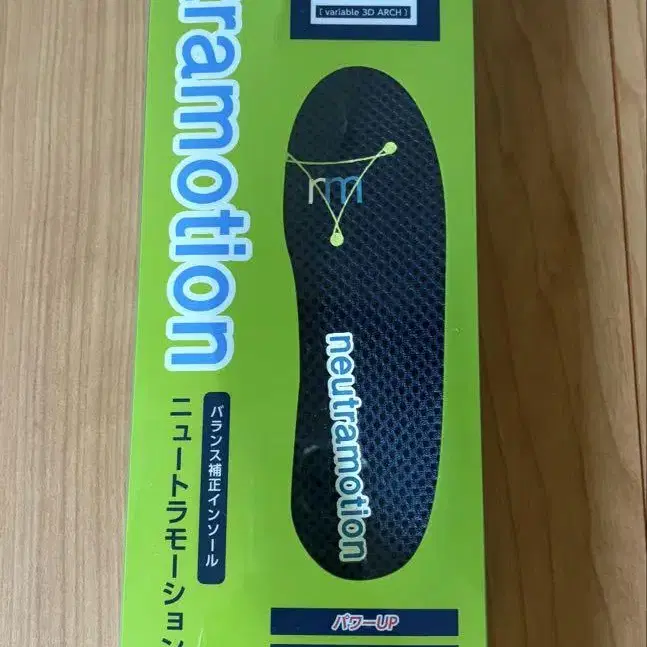 [ variable 3D ARCH ]
ramotion
バランス補正インソール
ニュートラモーション
rm
neutramotion
パワーUP